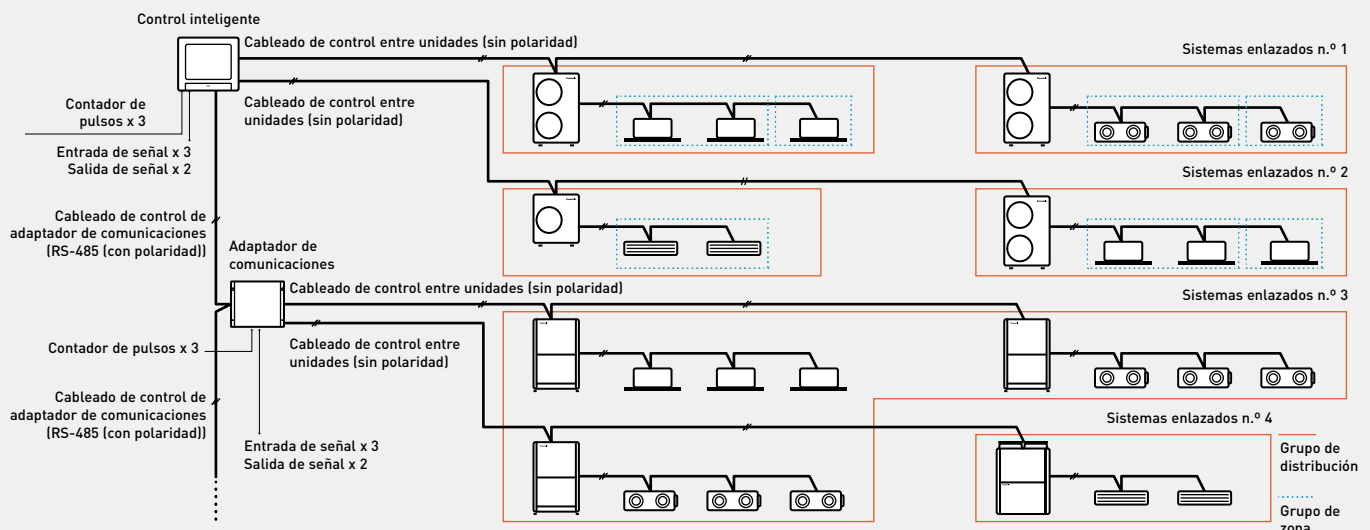 Control inteligente
Cableado de control entre unidades (sin polaridad)
Sistemas enlazados n.º 1
Contador de
pulsos x 3
Cableado de control entre
unidades (sin polaridad)
Entrada de señal x 3
Salida de señal x 2
Sistemas enlazados n.º 2
Cableado de control de
adaptador de comunicaciones
(RS-485 (con polaridad))
Adaptador de
comunicaciones
Cableado de control entre unidades (sin polaridad)
Sistemas enlazados n.º 3
Contador de pulsos x 3
Cableado de control entre
unidades (sin polaridad)
Cableado de control de
adaptador de comunicaciones
(RS-485 (con polaridad))
Sistemas enlazados n.º 4
Entrada de señal x 3
Salida de señal x 2
Grupo de
distribución
Grupo de
zona